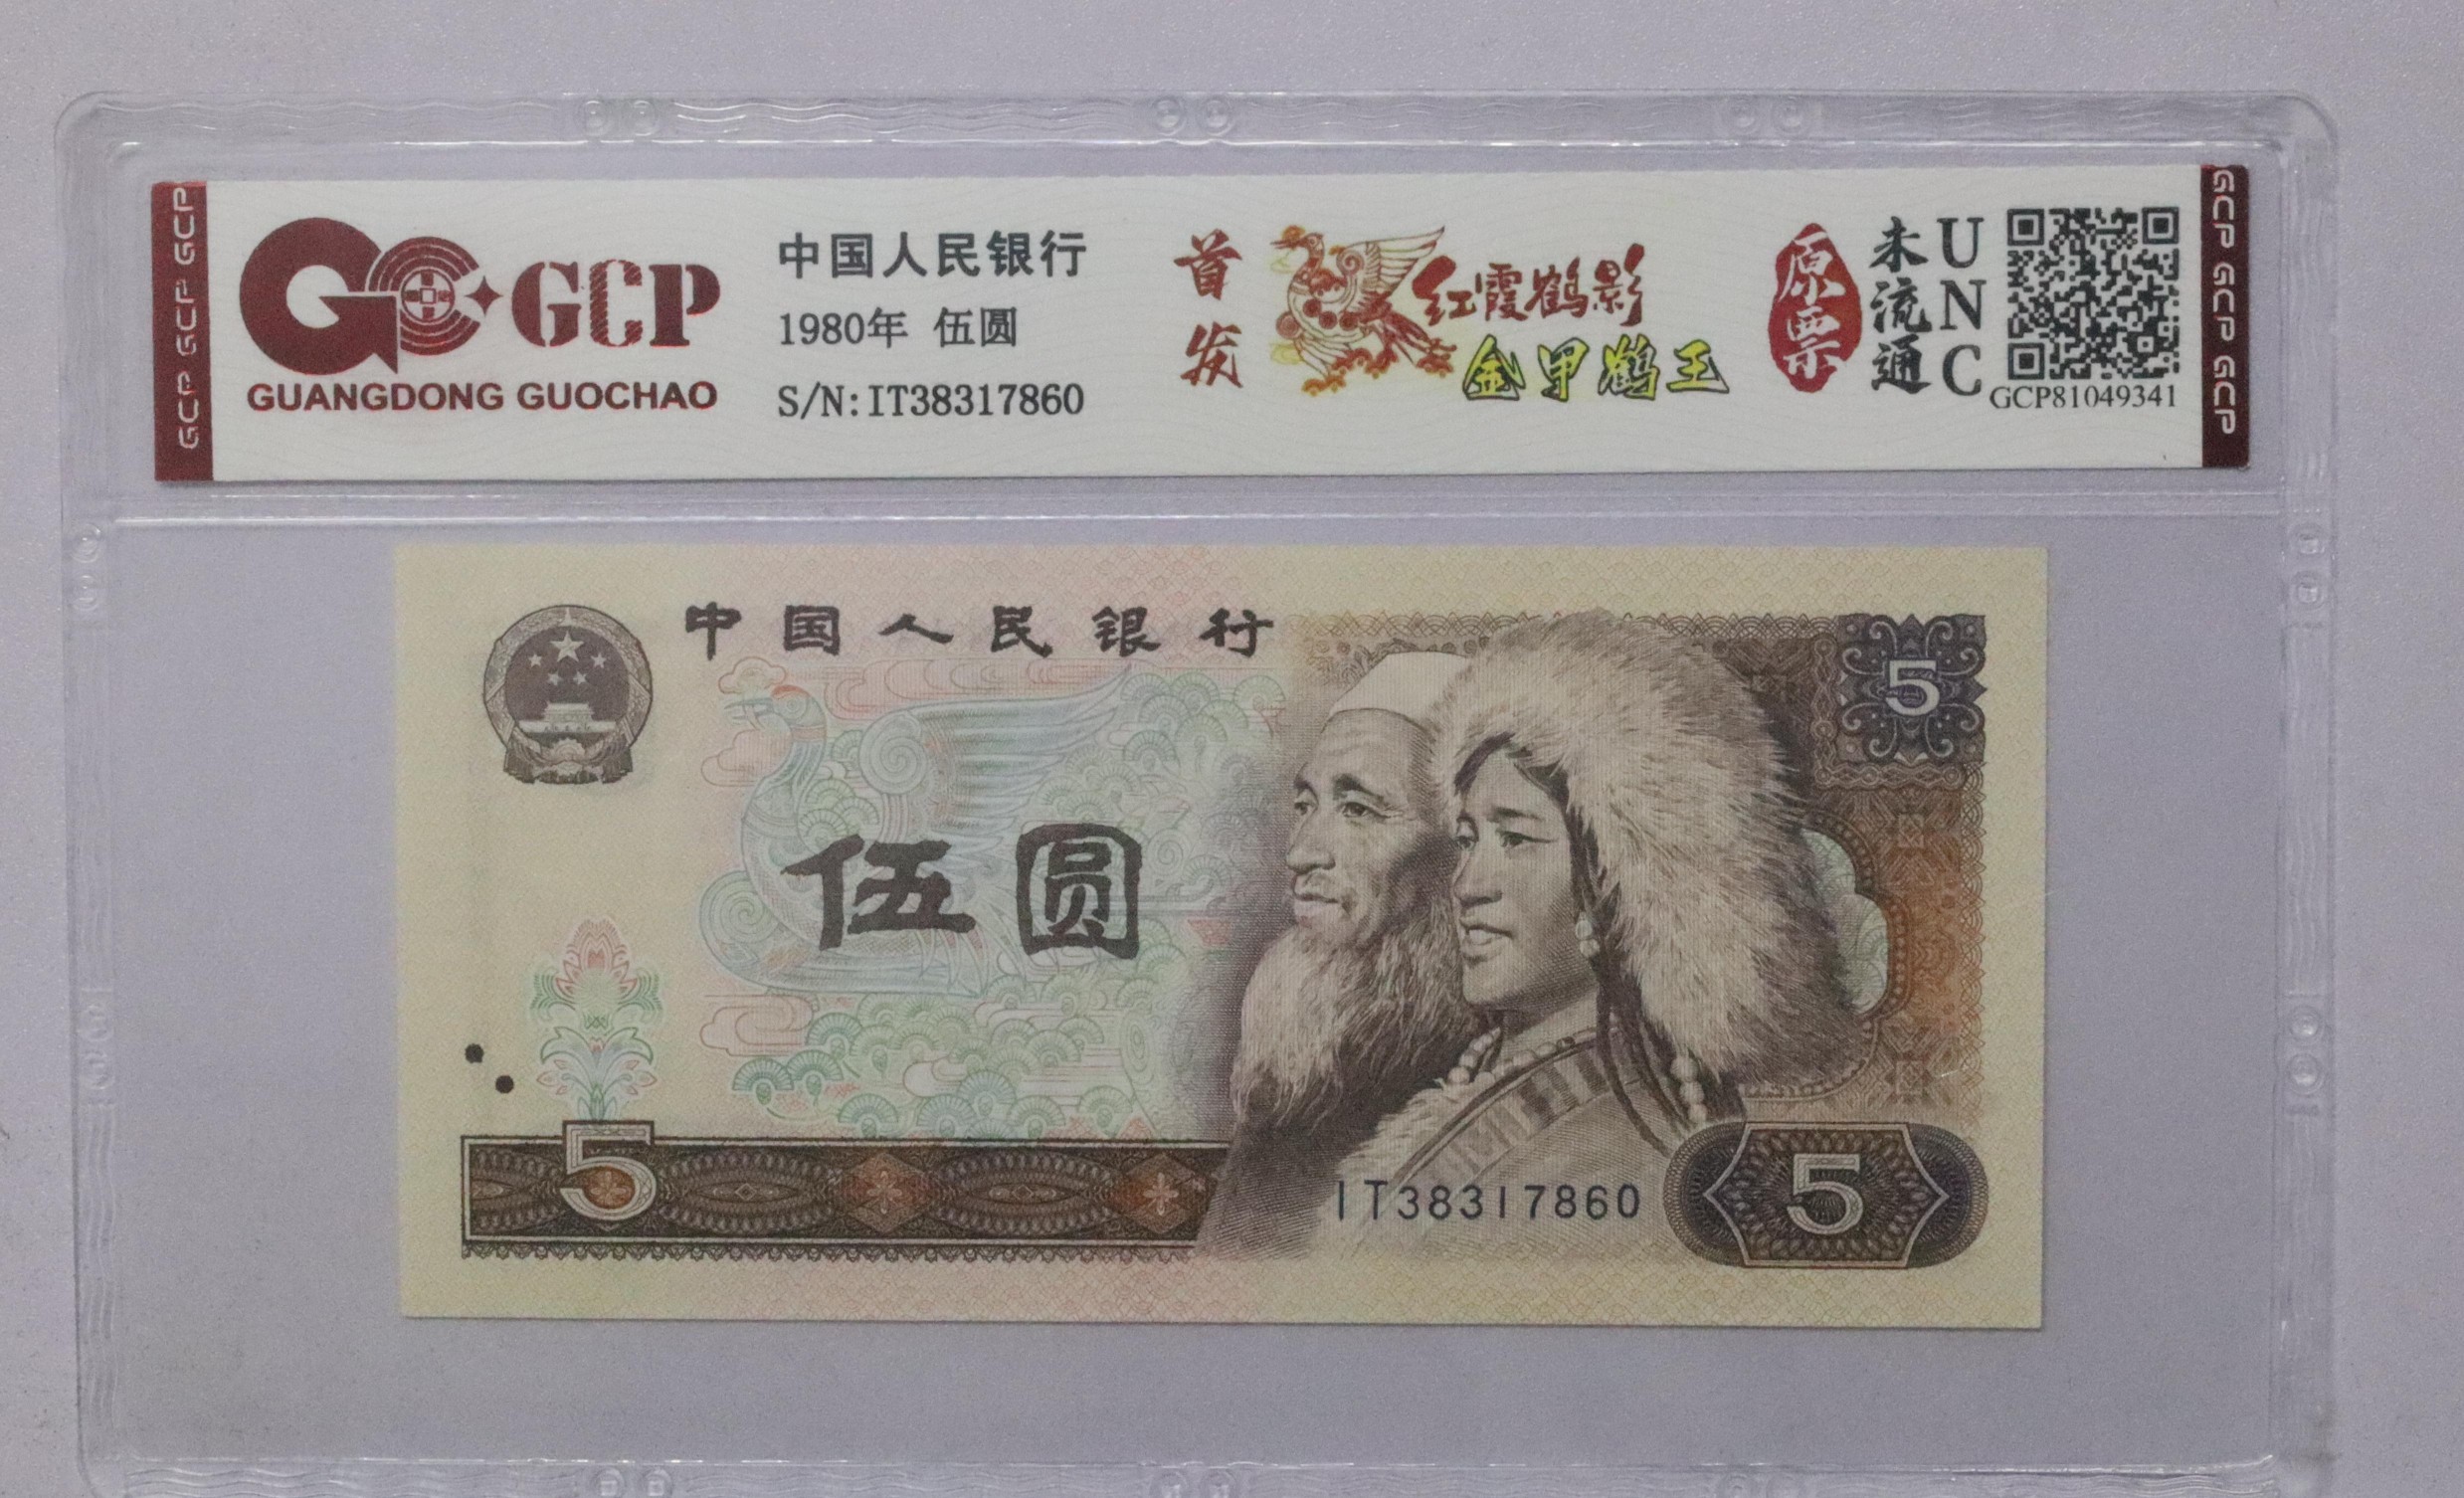 GCP GCP GCP
GCP
GUANGDONG GUOCHAO
中国人民银行
1980年 伍圆
S/N:IT38317860
首发
红霞鹤影
金甲鹤王
原票
未流通
UNC
GCP81049341
GCP GCP GCP
中国人民银行
5
伍圆
5
IT38317860
5